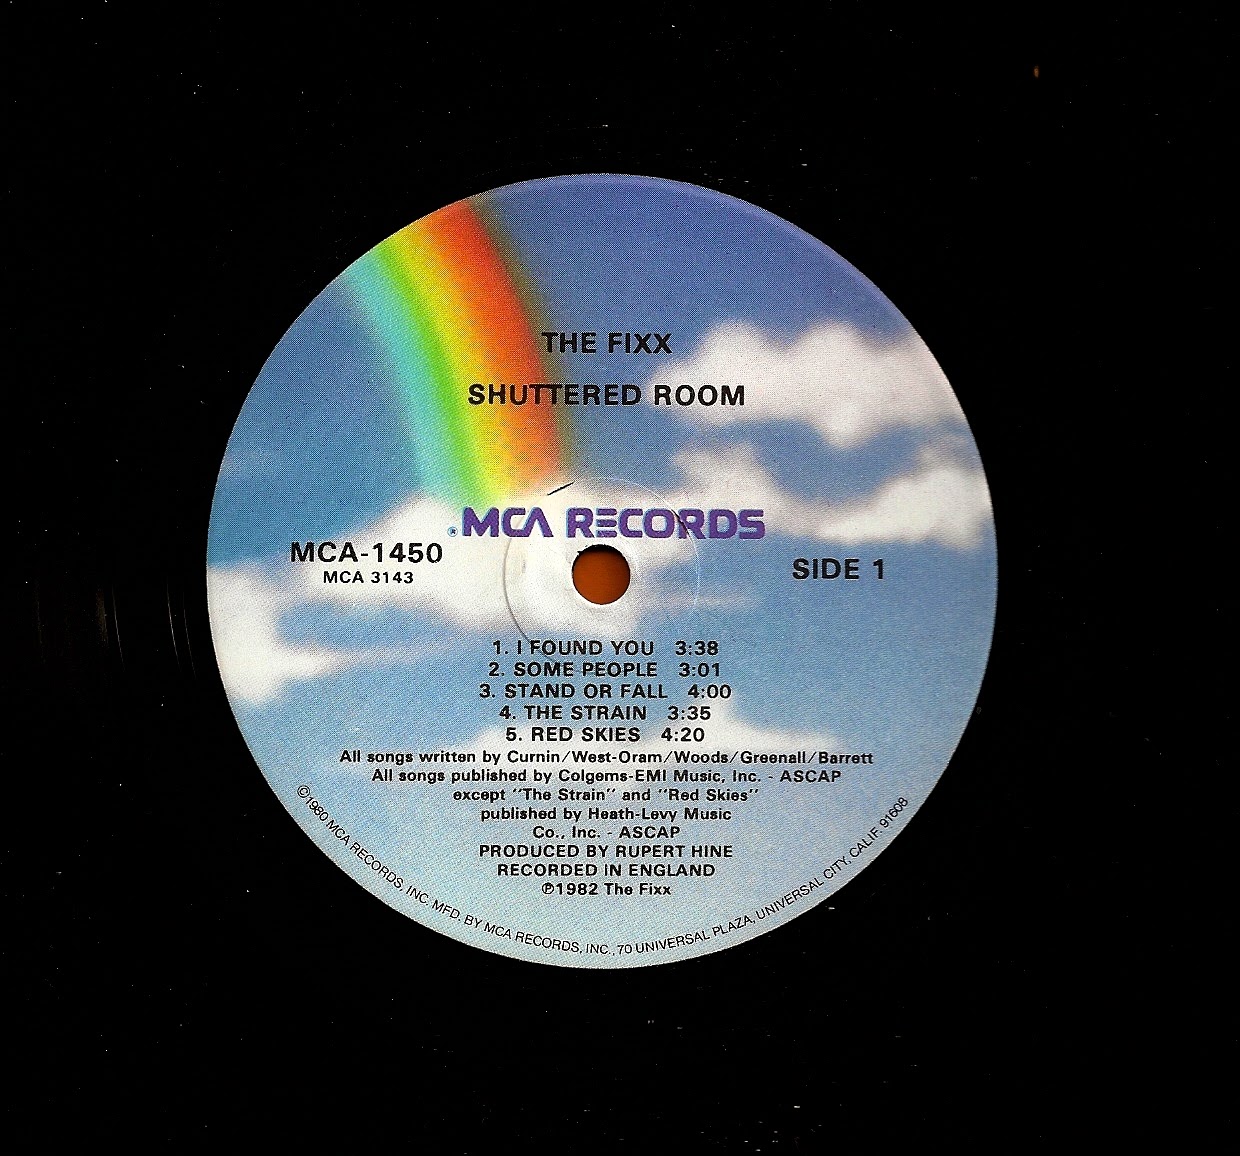 THE FIXX
SHUTTERED ROOM
MCA RECORDS
MCA-1450
MCA 3143
SIDE 1
1. I FOUND YOU 3:38
2. SOME PEOPLE 3:01
3. STAND OR FALL 4:00
4. THE STRAIN 3:35
5. RED SKIES 4:20
All songs written by Curnin/West-Oram/Woods/Greenall/Barrett
All songs published by Colgems-EMI Music, Inc. - ASCAP
except "The Strain" and "Red Skies"
published by Heath-Levy Music
Co., Inc. - ASCAP
PRODUCED BY RUPERT HINE
RECORDED IN ENGLAND
℗1982 The Fixx
©1980 MCA RECORDS, INC. MFD. BY MCA RECORDS, INC., 70 UNIVERSAL PLAZA, UNIVERSAL CITY, CALIF. 91608